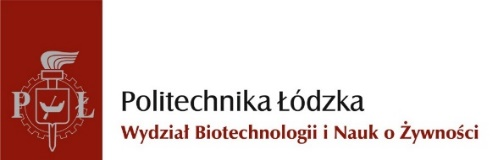 P Ł
Politechnika Łódzka
Wydział Biotechnologii i Nauk o Żywności